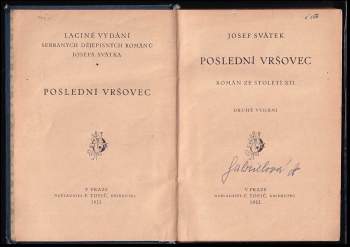 LACINÉ VYDÁNÍ
SEBRANÝCH DĚJEPISNÝCH ROMÁNŮ
JOSEFA SVÁTKA
POSLEDNÍ VRŠOVEC
V PRAZE
NAKLADATEL F. TOPIČ, KNIHKUPEC
JOSEF SVÁTEK
POSLEDNÍ VRŠOVEC
ROMÁN ZE STOLETÍ XII.
DRUHÉ VYDÁNÍ
Gabrielová A
V PRAZE
NAKLADATEL F. TOPIČ, KNIHKUPEC